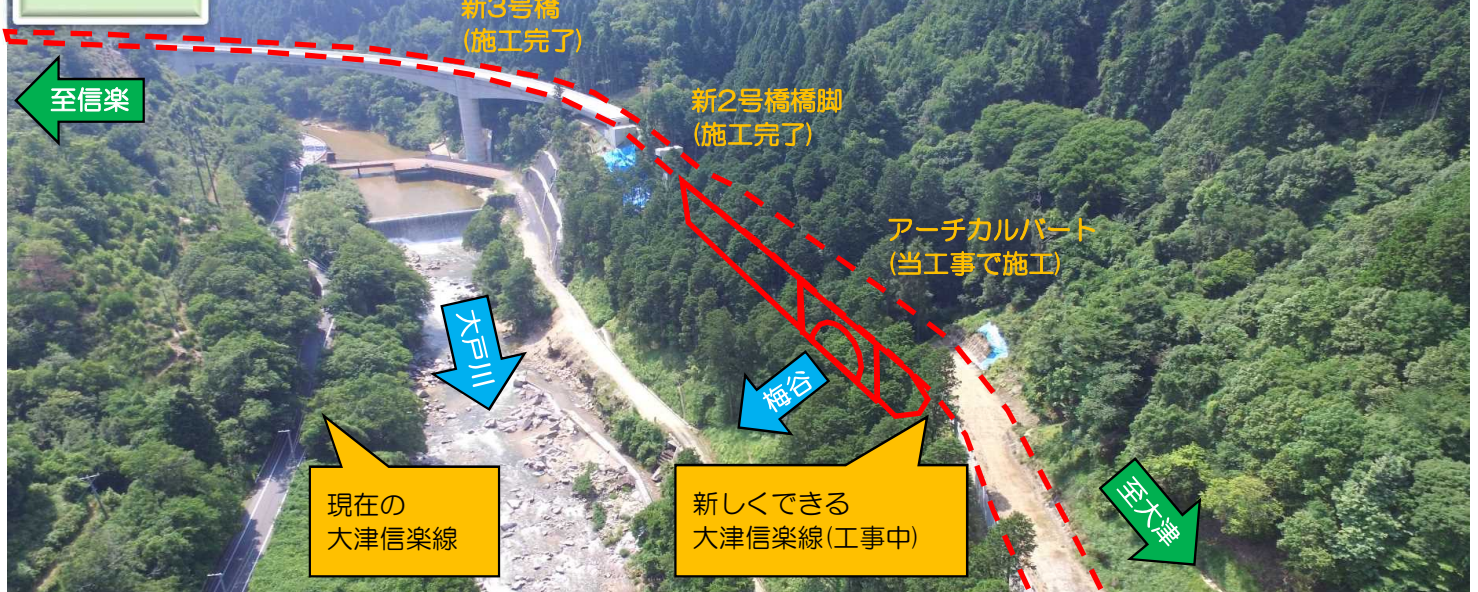 新3号橋
(施工完了)
至信楽
新2号橋橋脚
(施工完了)
アーチカルバート
(当工事で施工)
大戸川
梅谷
現在の
大津信楽線
新しくできる
大津信楽線(工事中)
至大津